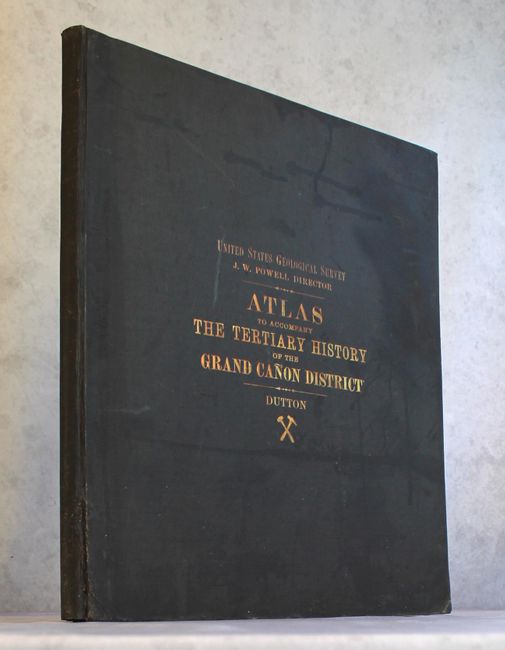 UNITED STATES GEOLOGICAL SURVEY
J. W. POWELL DIRECTOR
ATLAS
TO ACCOMPANY
THE TERTIARY HISTORY
OF THE
GRAND CAÑON DISTRICT
DUTTON